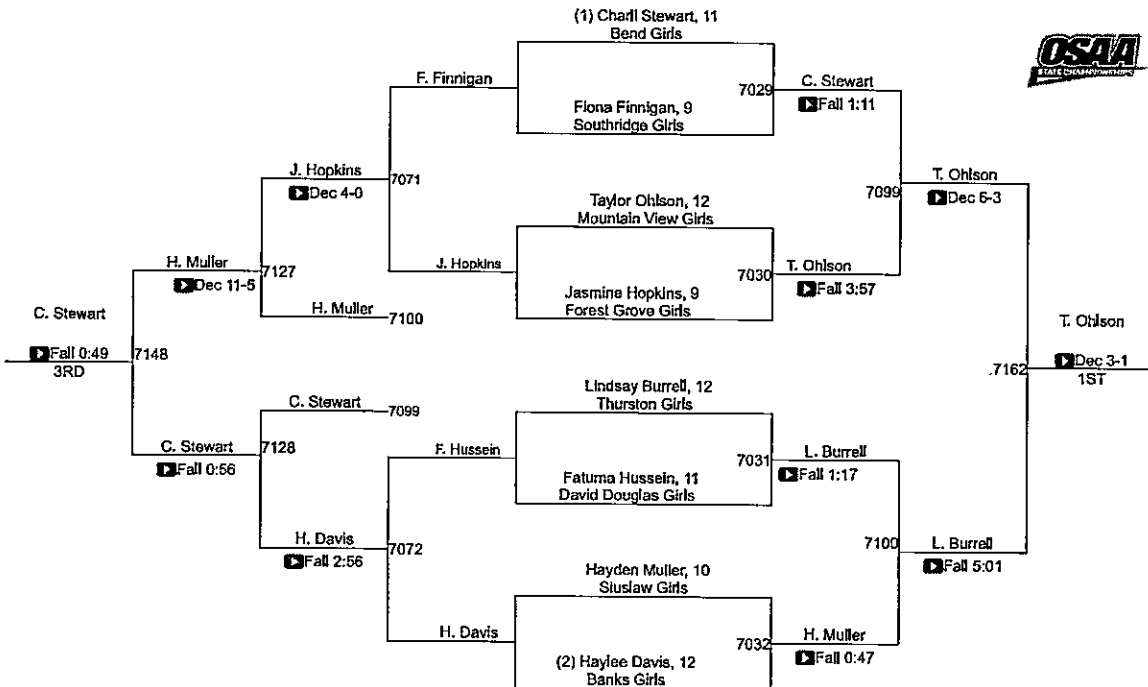 (1) Charli Stewart, 11
Bend Girls
OSAA
STATE CHAMPIONSHIPS
F. Finnigan
7029
C. Stewart
Fall 1:11
Fiona Finnigan, 9
Southridge Girls
J. Hopkins
7071
Dec 4-0
T. Ohlson
7099
Dec 5-3
Taylor Ohlson, 12
Mountain View Girls
H. Muller
7127
Dec 11-5
J. Hopkins
7030
T. Ohlson
Fall 3:57
Jasmine Hopkins, 9
Forest Grove Girls
H. Muller
7100
C. Stewart
Fall 0:49
7148
3RD
T. Ohlson
7162
Dec 3-1
1ST
Lindsay Burrell, 12
Thurston Girls
C. Stewart
7099
C. Stewart
7128
Fall 0:56
F. Hussein
7031
L. Burrell
Fall 1:17
Fatuma Hussein, 11
David Douglas Girls
H. Davis
7072
Fall 2:56
7100
L. Burrell
Fall 5:01
Hayden Muller, 10
Siuslaw Girls
H. Davis
7032
H. Muller
Fall 0:47
(2) Haylee Davis, 12
Banks Girls